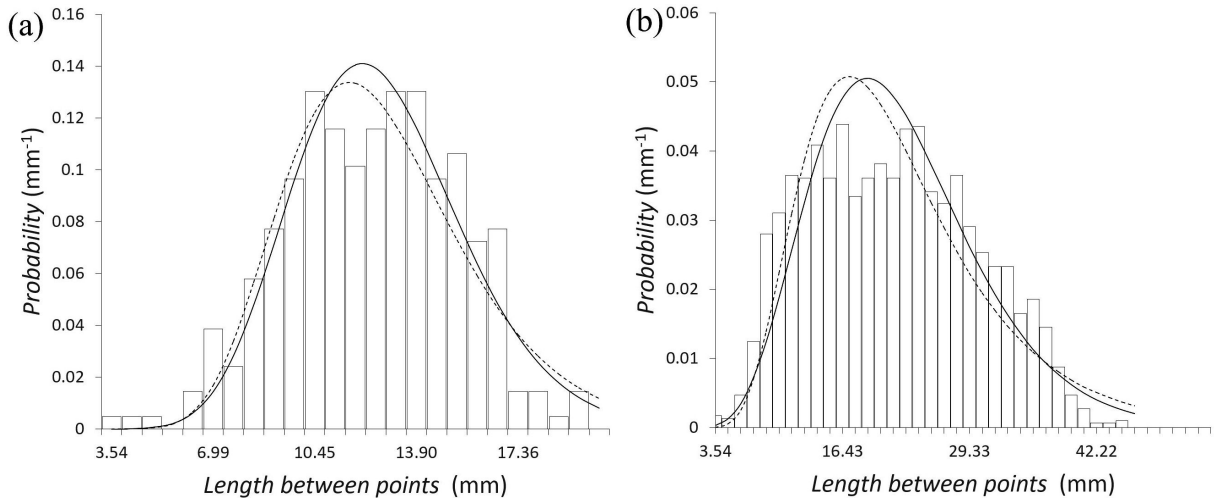 (a)
0.16
0.14
0.12
0.1
0.08
0.06
0.04
0.02
0
Probability (mm⁻¹)
3.54 6.99 10.45 13.90 17.36
Length between points (mm)
(b)
0.06
0.05
0.04
0.03
0.02
0.01
0
Probability (mm⁻¹)
3.54 16.43 29.33 42.22
Length between points (mm)